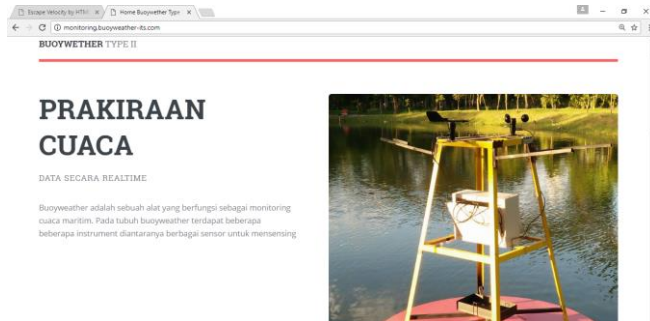 Escape Velocity by HTML
Home Buoywether Type
monitoring.buoyweather-its.com
BUOYWETHER TYPE II
PRAKIRAAN
CUACA
DATA SECARA REALTIME
Buoyweather adalah sebuah alat yang berfungsi sebagai monitoring
cuaca maritim. Pada tubuh buoyweather terdapat beberapa
beberapa instrument diantaranya berbagai sensor untuk mensensing